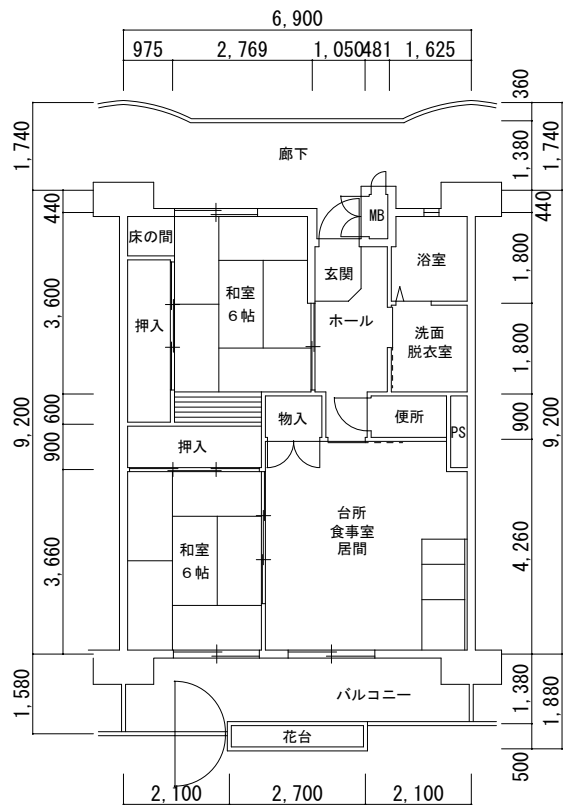 6,900
975 2,769 1,050 481 1,625
360
1,740
1,380
1,740
廊下
440
440
MB
床の間
浴室
玄関
1,800
和室
6帖
3,600
押入
ホール
洗面
脱衣室
1,800
9,200
600
物入
便所
900
9,200
PS
900
押入
台所
食事室
居間
和室
6帖
3,660
4,260
1,580
バルコニー
1,380
1,880
花台
500
2,100 2,700 2,100